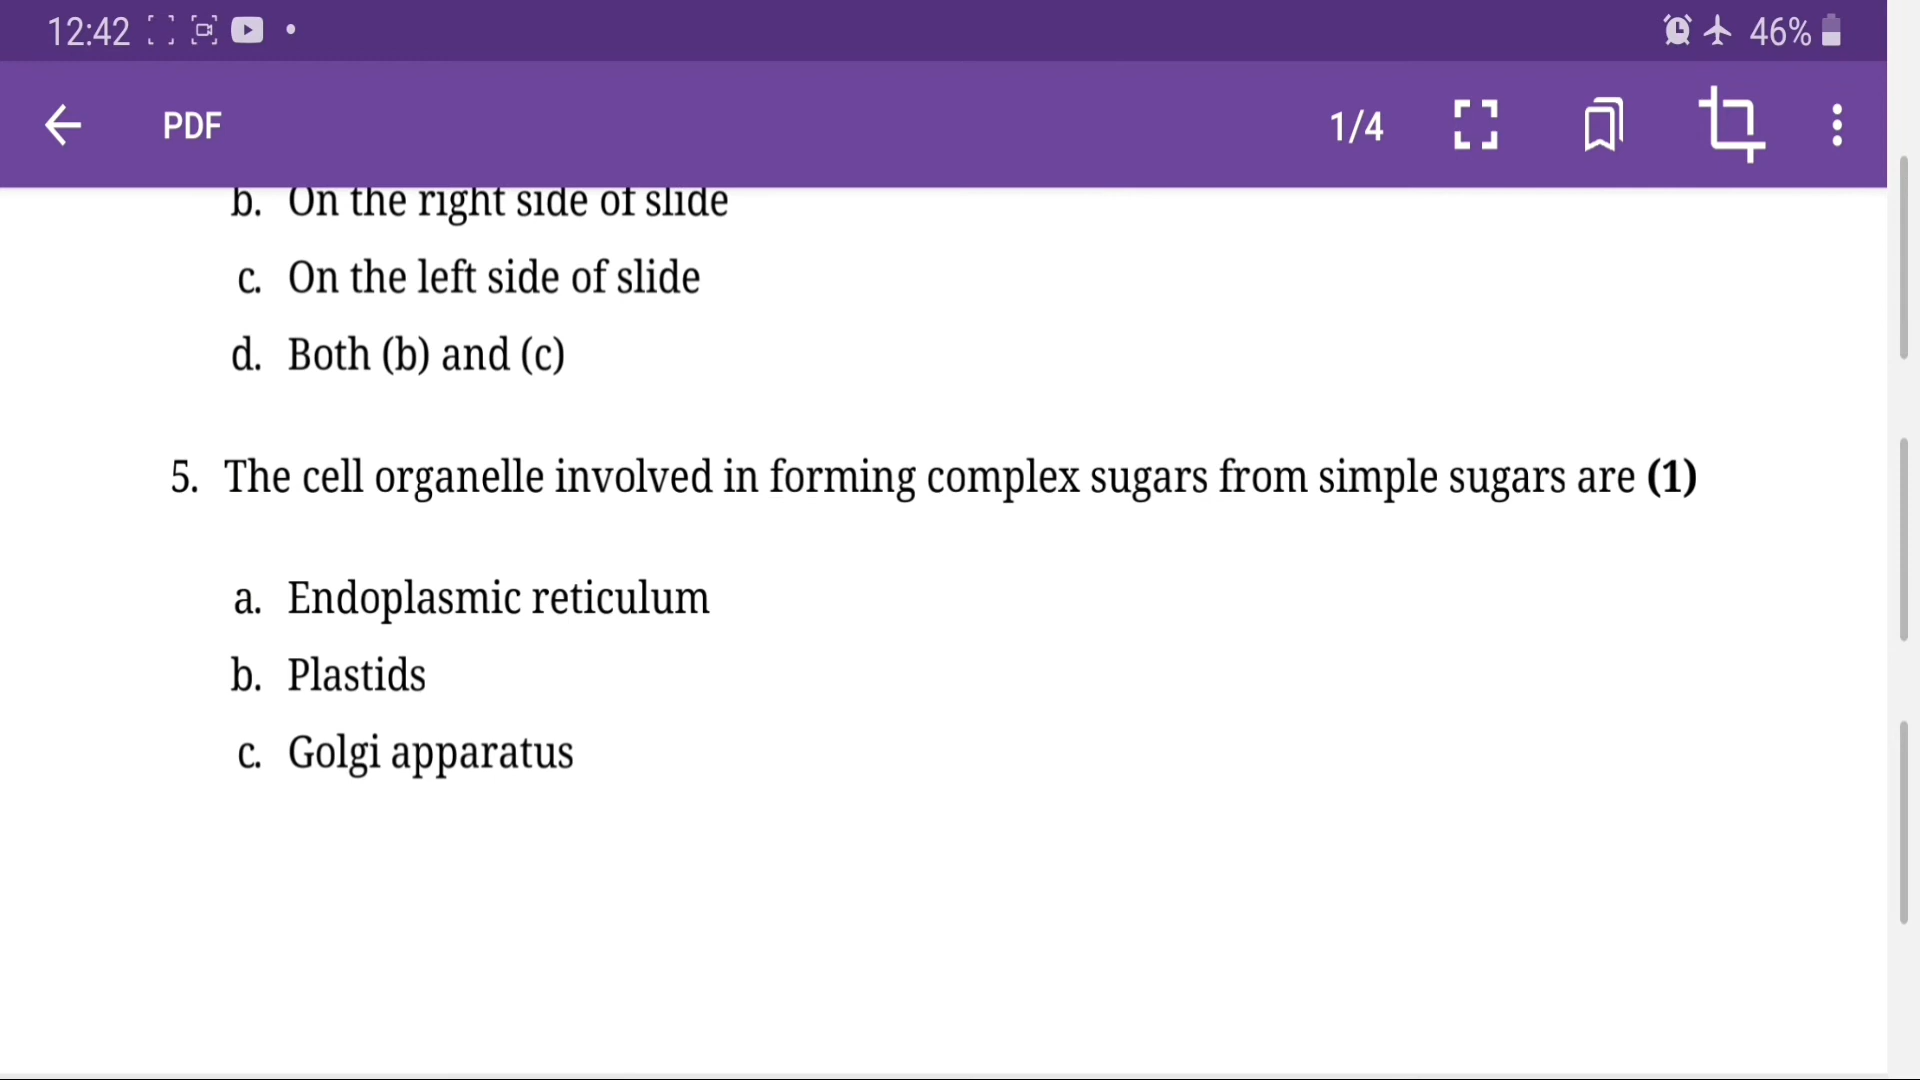 12:42 46%
PDF 1/4
b. On the right side of slide
c. On the left side of slide
d. Both (b) and (c)
5. The cell organelle involved in forming complex sugars from simple sugars are (1)
a. Endoplasmic reticulum
b. Plastids
c. Golgi apparatus